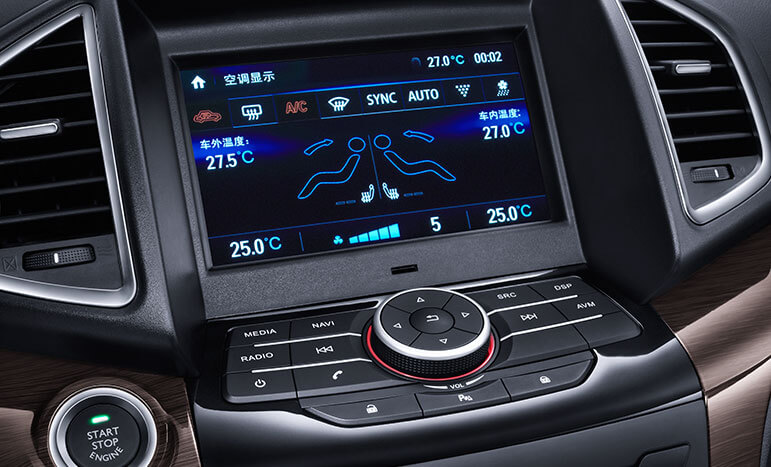 空调显示 27.0°C 00:02
A/C SYNC AUTO
车外温度: 车内温度:
27.5°C 27.0°C
25.0°C 5 25.0°C
MEDIA NAVI SRC DSP
RADIO AVM
VOL
START
STOP
ENGINE